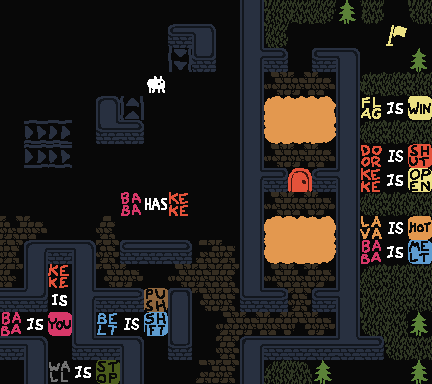 FLAG IS WIN
DOOR IS SHUT
KEKE IS OPEN
BABA HAS KEKE
LAVA IS HOT
BABA IS MELT
KEKE
IS
PUSH
BABA IS YOU
BELT IS SHIFT
WALL IS STOP